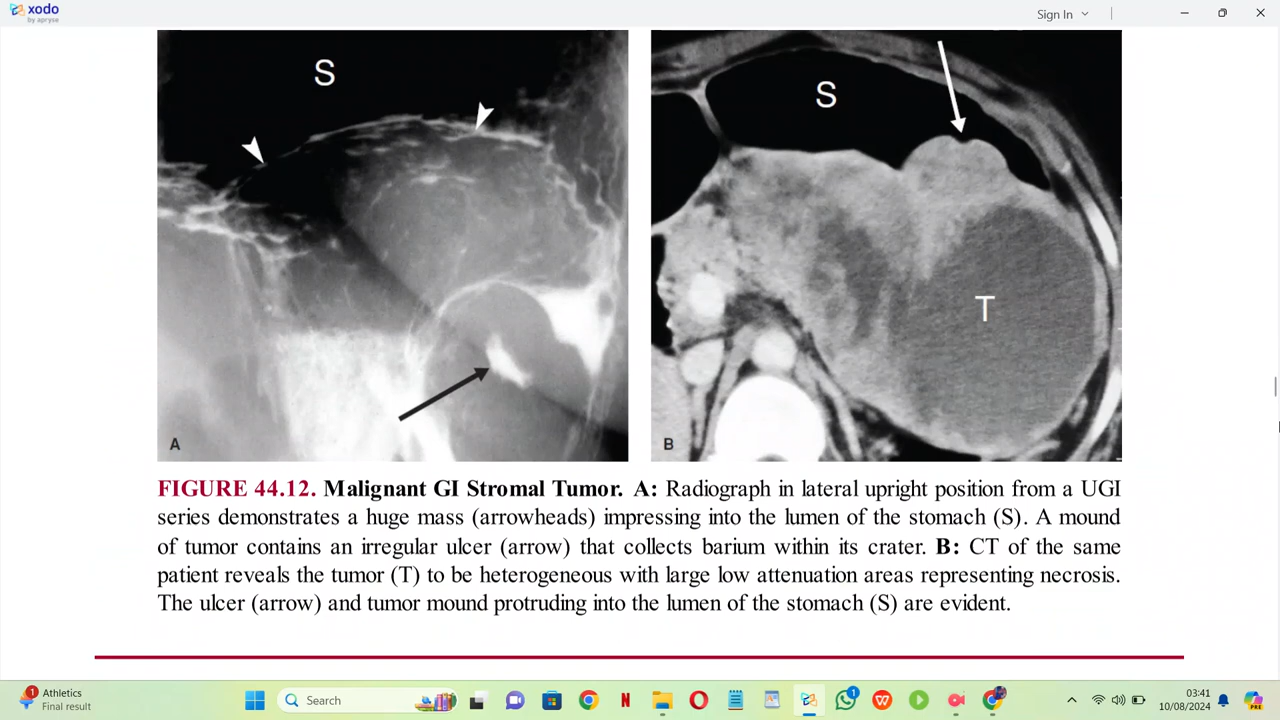 xodo
by apryse
Sign In
S
S
T
A
B
FIGURE 44.12. Malignant GI Stromal Tumor. A: Radiograph in lateral upright position from a UGI
series demonstrates a huge mass (arrowheads) impressing into the lumen of the stomach (S). A mound
of tumor contains an irregular ulcer (arrow) that collects barium within its crater. B: CT of the same
patient reveals the tumor (T) to be heterogeneous with large low attenuation areas representing necrosis.
The ulcer (arrow) and tumor mound protruding into the lumen of the stomach (S) are evident.
1
Athletics
Final result
Search
N
1
W
03:41
10/08/2024
PRE